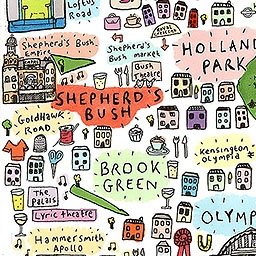 Loftus
Road
Shepherd's Bush
Empire
Shepherd's
Bush market
Bush
Theatre
HOLLAND
PARK
SHEPHERD'S
BUSH
GOLDHAWK
ROAD
Kensington
Olympia
BROOK
GREEN
The
Palais
Lyric theatre
OLYMP
Hammersmith
Apollo
U